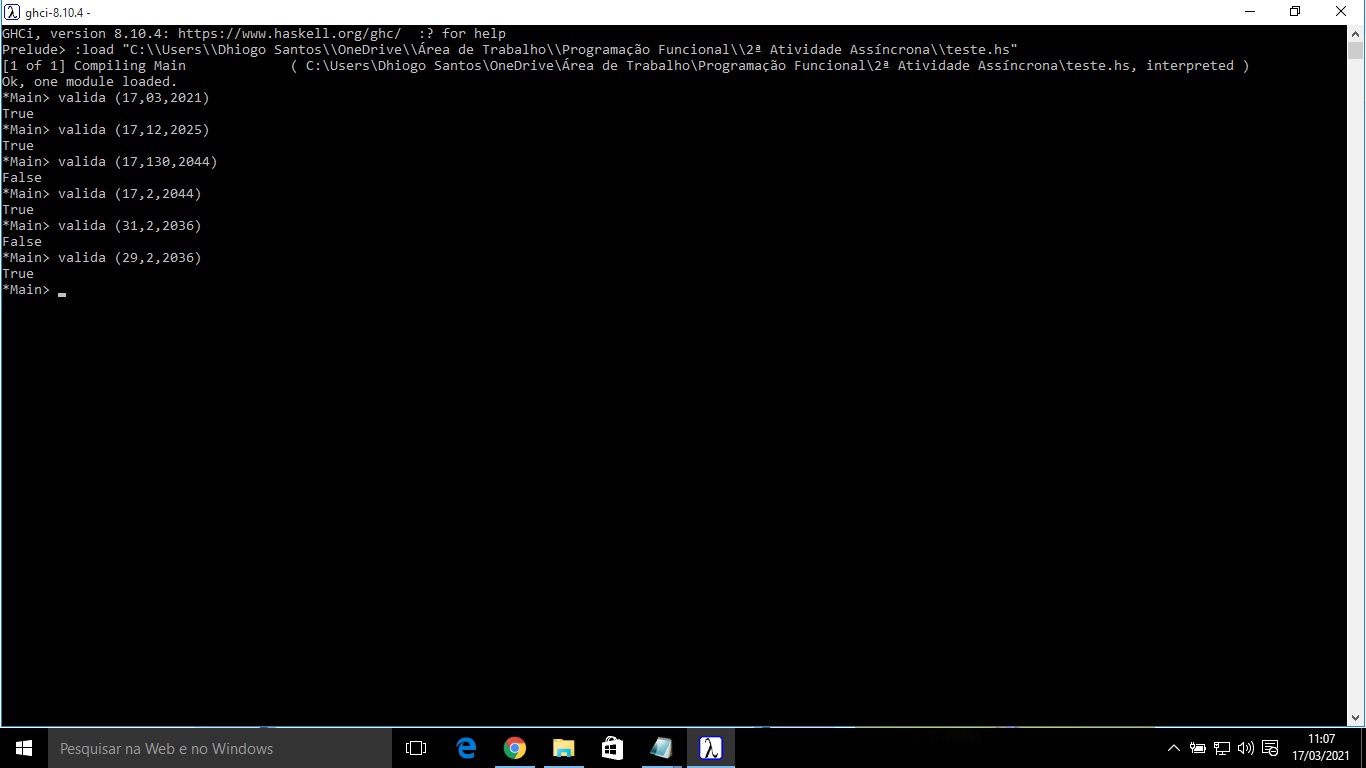 ghci-8.10.4 -
GHCi, version 8.10.4: https://www.haskell.org/ghc/  :? for help
Prelude> :load "C:\\Users\\Dhiogo Santos\\OneDrive\\Área de Trabalho\\Programação Funcional\\2ª Atividade Assíncrona\\teste.hs"
[1 of 1] Compiling Main             ( C:\Users\Dhiogo Santos\OneDrive\Área de Trabalho\Programação Funcional\2ª Atividade Assíncrona\teste.hs, interpreted )
Ok, one module loaded.
*Main> valida (17,03,2021)
True
*Main> valida (17,12,2025)
True
*Main> valida (17,130,2044)
False
*Main> valida (17,2,2044)
True
*Main> valida (31,2,2036)
False
*Main> valida (29,2,2036)
True
*Main>
Pesquisar na Web e no Windows
11:07
17/03/2021